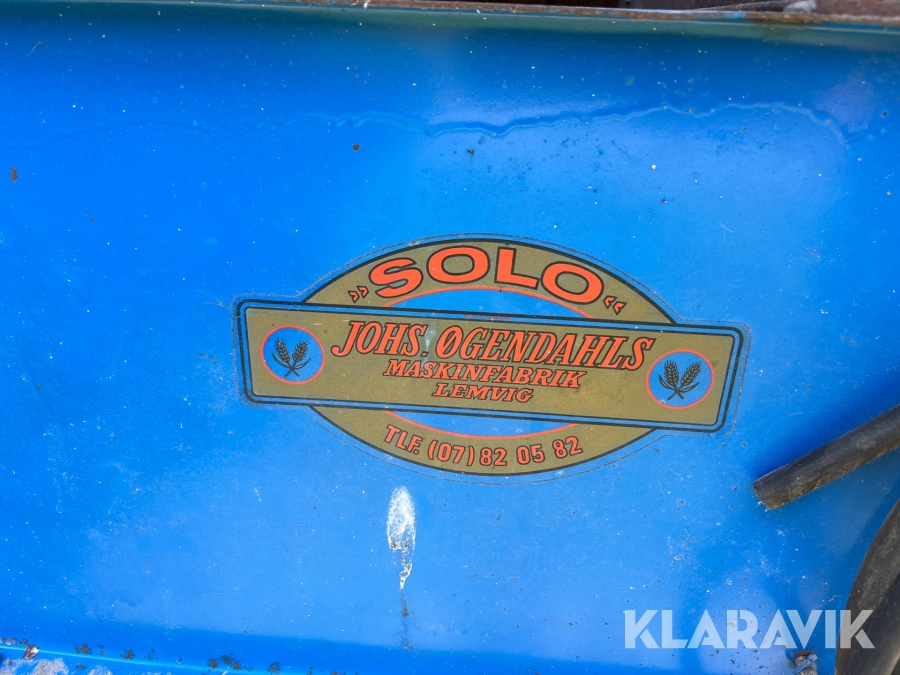 »SOLO«
JOHS. ØGENDAHLS
MASKINFABRIK
LEMVIG
TLF. (07) 82 05 82
KLARAVIK